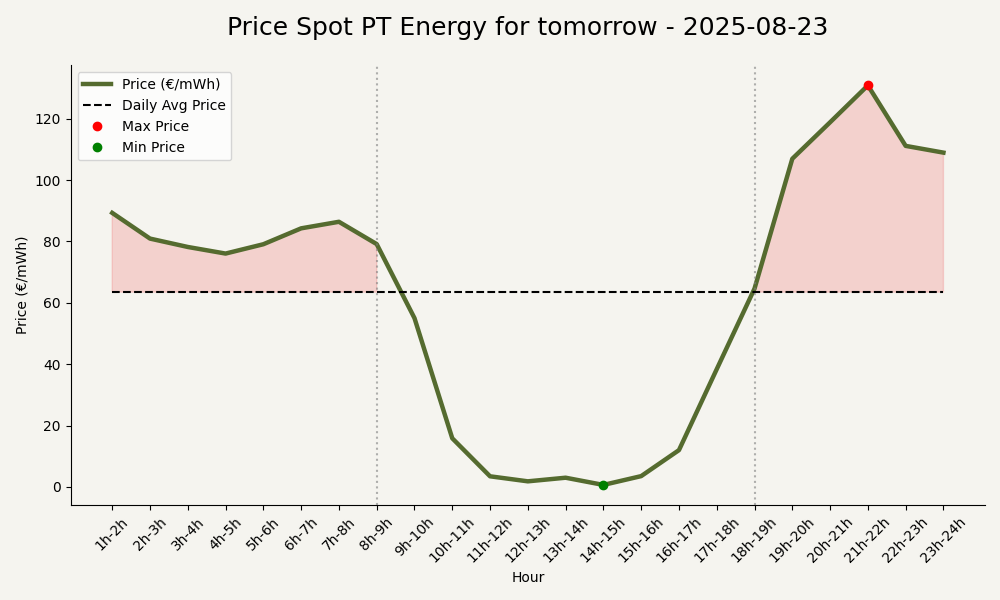 Price Spot PT Energy for tomorrow - 2025-08-23
Price (€/mWh)
Daily Avg Price
Max Price
Min Price
Price (€/mWh)
120
100
80
60
40
20
0
1h-2h
2h-3h
3h-4h
4h-5h
5h-6h
6h-7h
7h-8h
8h-9h
9h-10h
10h-11h
11h-12h
12h-13h
13h-14h
14h-15h
15h-16h
16h-17h
17h-18h
18h-19h
19h-20h
20h-21h
21h-22h
22h-23h
23h-24h
Hour